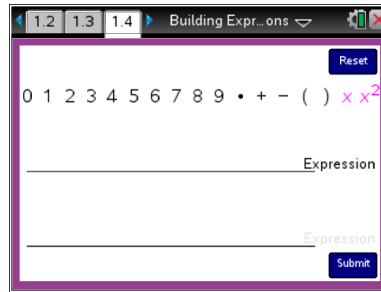 1.2 1.3 1.4 Building Expr...ons
Reset
0 1 2 3 4 5 6 7 8 9 • + − ( ) x x²
Expression
Expression
Submit